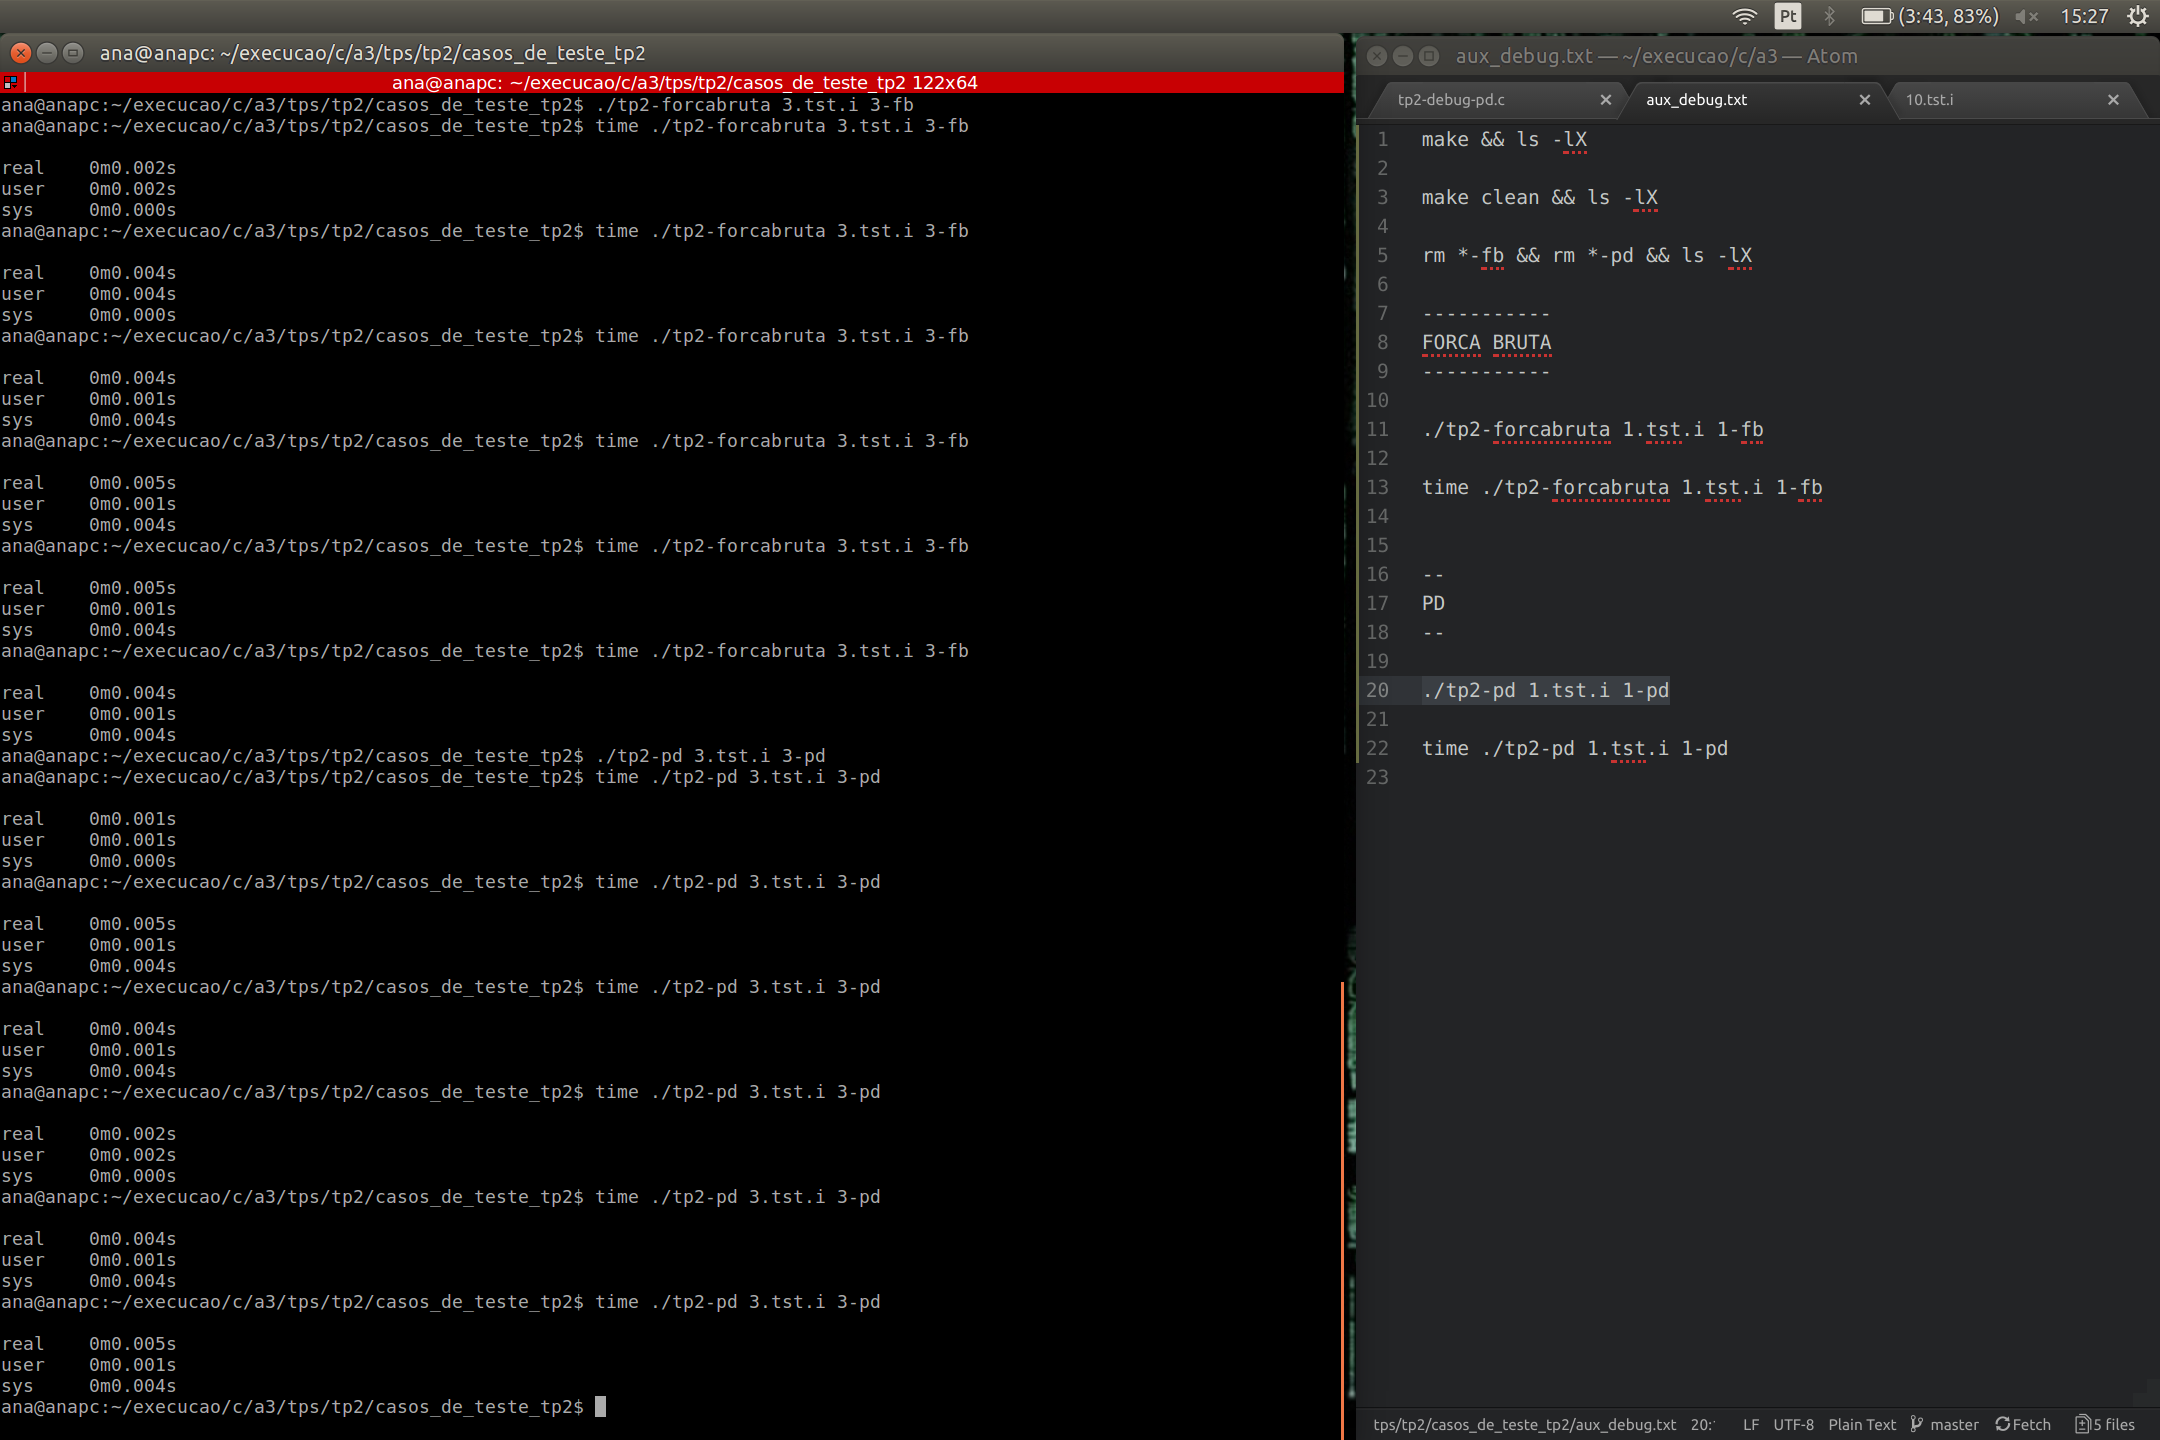 Pt (3:43, 83%) 15:27
ana@anapc: ~/execucao/c/a3/tps/tp2/casos_de_teste_tp2
ana@anapc: ~/execucao/c/a3/tps/tp2/casos_de_teste_tp2 122x64
ana@anapc:~/execucao/c/a3/tps/tp2/casos_de_teste_tp2$ ./tp2-forcabruta 3.tst.i 3-fb
ana@anapc:~/execucao/c/a3/tps/tp2/casos_de_teste_tp2$ time ./tp2-forcabruta 3.tst.i 3-fb
real 0m0.002s
user 0m0.002s
sys 0m0.000s
ana@anapc:~/execucao/c/a3/tps/tp2/casos_de_teste_tp2$ time ./tp2-forcabruta 3.tst.i 3-fb
real 0m0.004s
user 0m0.004s
sys 0m0.000s
ana@anapc:~/execucao/c/a3/tps/tp2/casos_de_teste_tp2$ time ./tp2-forcabruta 3.tst.i 3-fb
real 0m0.004s
user 0m0.001s
sys 0m0.004s
ana@anapc:~/execucao/c/a3/tps/tp2/casos_de_teste_tp2$ time ./tp2-forcabruta 3.tst.i 3-fb
real 0m0.005s
user 0m0.001s
sys 0m0.004s
ana@anapc:~/execucao/c/a3/tps/tp2/casos_de_teste_tp2$ time ./tp2-forcabruta 3.tst.i 3-fb
real 0m0.005s
user 0m0.001s
sys 0m0.004s
ana@anapc:~/execucao/c/a3/tps/tp2/casos_de_teste_tp2$ time ./tp2-forcabruta 3.tst.i 3-fb
real 0m0.004s
user 0m0.001s
sys 0m0.004s
ana@anapc:~/execucao/c/a3/tps/tp2/casos_de_teste_tp2$ ./tp2-pd 3.tst.i 3-pd
ana@anapc:~/execucao/c/a3/tps/tp2/casos_de_teste_tp2$ time ./tp2-pd 3.tst.i 3-pd
real 0m0.001s
user 0m0.001s
sys 0m0.000s
ana@anapc:~/execucao/c/a3/tps/tp2/casos_de_teste_tp2$ time ./tp2-pd 3.tst.i 3-pd
real 0m0.005s
user 0m0.001s
sys 0m0.004s
ana@anapc:~/execucao/c/a3/tps/tp2/casos_de_teste_tp2$ time ./tp2-pd 3.tst.i 3-pd
real 0m0.004s
user 0m0.001s
sys 0m0.004s
ana@anapc:~/execucao/c/a3/tps/tp2/casos_de_teste_tp2$ time ./tp2-pd 3.tst.i 3-pd
real 0m0.002s
user 0m0.002s
sys 0m0.000s
ana@anapc:~/execucao/c/a3/tps/tp2/casos_de_teste_tp2$ time ./tp2-pd 3.tst.i 3-pd
real 0m0.004s
user 0m0.001s
sys 0m0.004s
ana@anapc:~/execucao/c/a3/tps/tp2/casos_de_teste_tp2$ time ./tp2-pd 3.tst.i 3-pd
real 0m0.005s
user 0m0.001s
sys 0m0.004s
ana@anapc:~/execucao/c/a3/tps/tp2/casos_de_teste_tp2$
aux_debug.txt — ~/execucao/c/a3 — Atom
tp2-debug-pd.c aux_debug.txt 10.tst.i
1 make && ls -lX
2
3 make clean && ls -lX
4
5 rm *-fb && rm *-pd && ls -lX
6
7 -----------
8 FORCA BRUTA
9 -----------
10
11 ./tp2-forcabruta 1.tst.i 1-fb
12
13 time ./tp2-forcabruta 1.tst.i 1-fb
14
15
16 --
17 PD
18 --
19
20 ./tp2-pd 1.tst.i 1-pd
21
22 time ./tp2-pd 1.tst.i 1-pd
23
tps/tp2/casos_de_teste_tp2/aux_debug.txt 20: LF UTF-8 Plain Text master Fetch 5 files